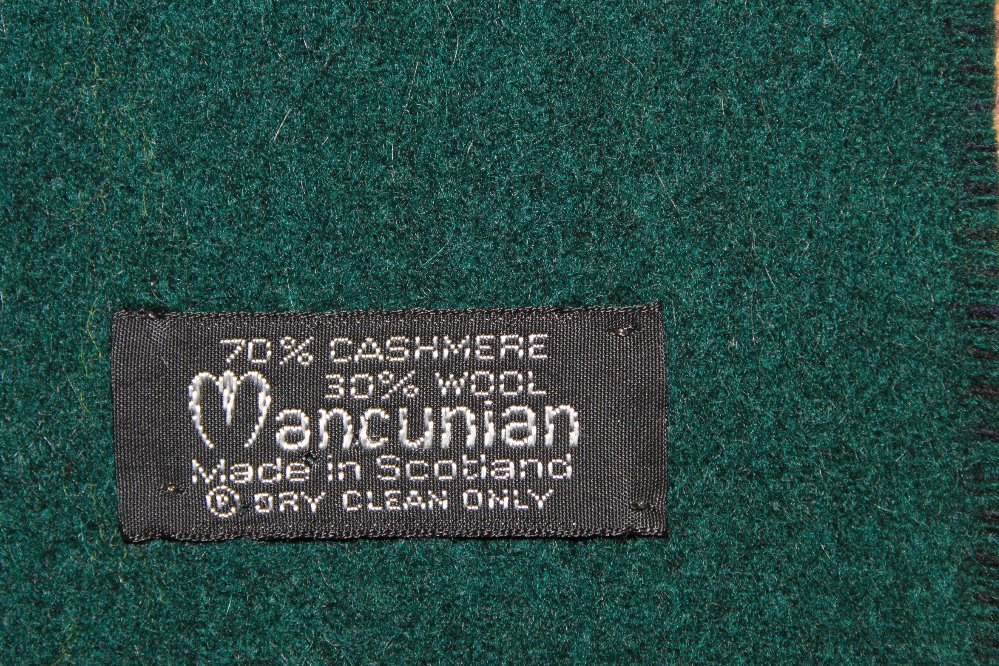 70% CASHMERE
30% WOOL
Mancunian
Made in Scotland
Ⓟ DRY CLEAN ONLY